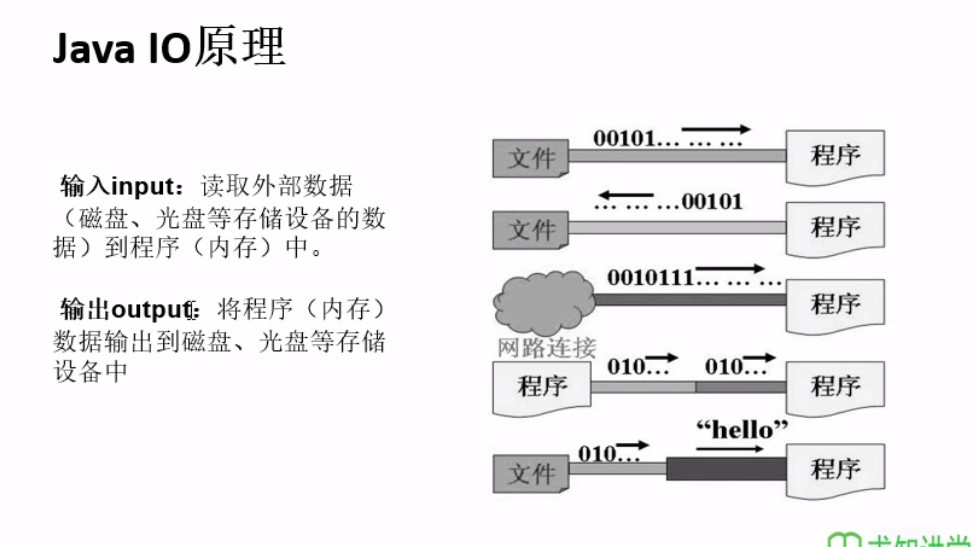 Java IO原理
输入input：读取外部数据
（磁盘、光盘等存储设备的数
据）到程序（内存）中。
输出output：将程序（内存）
数据输出到磁盘、光盘等存储
设备中
00101… … …
文件
程序
… … …00101
文件
程序
0010111… … …
程序
网路连接
010…
010…
程序
程序
“hello”
010…
文件
程序